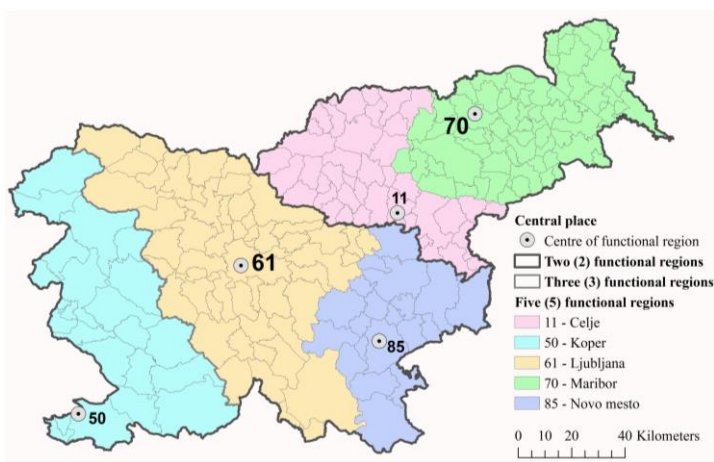 70
11
61
85
50
Central place
Centre of functional region
Two (2) functional regions
Three (3) functional regions
Five (5) functional regions
11 - Celje
50 - Koper
61 - Ljubljana
70 - Maribor
85 - Novo mesto
0 10 20 40 Kilometers